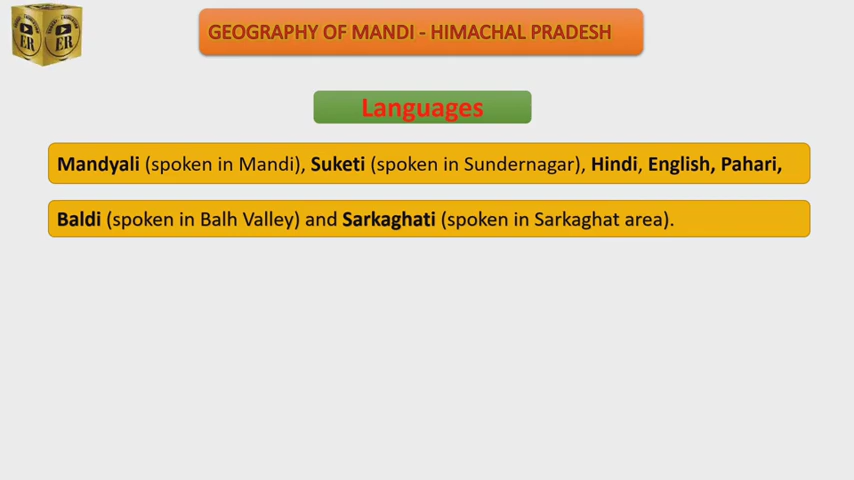 ER
ER
GEOGRAPHY OF MANDI - HIMACHAL PRADESH
Languages
Mandyali (spoken in Mandi), Suketi (spoken in Sundernagar), Hindi, English, Pahari,
Baldi (spoken in Balh Valley) and Sarkaghati (spoken in Sarkaghat area).